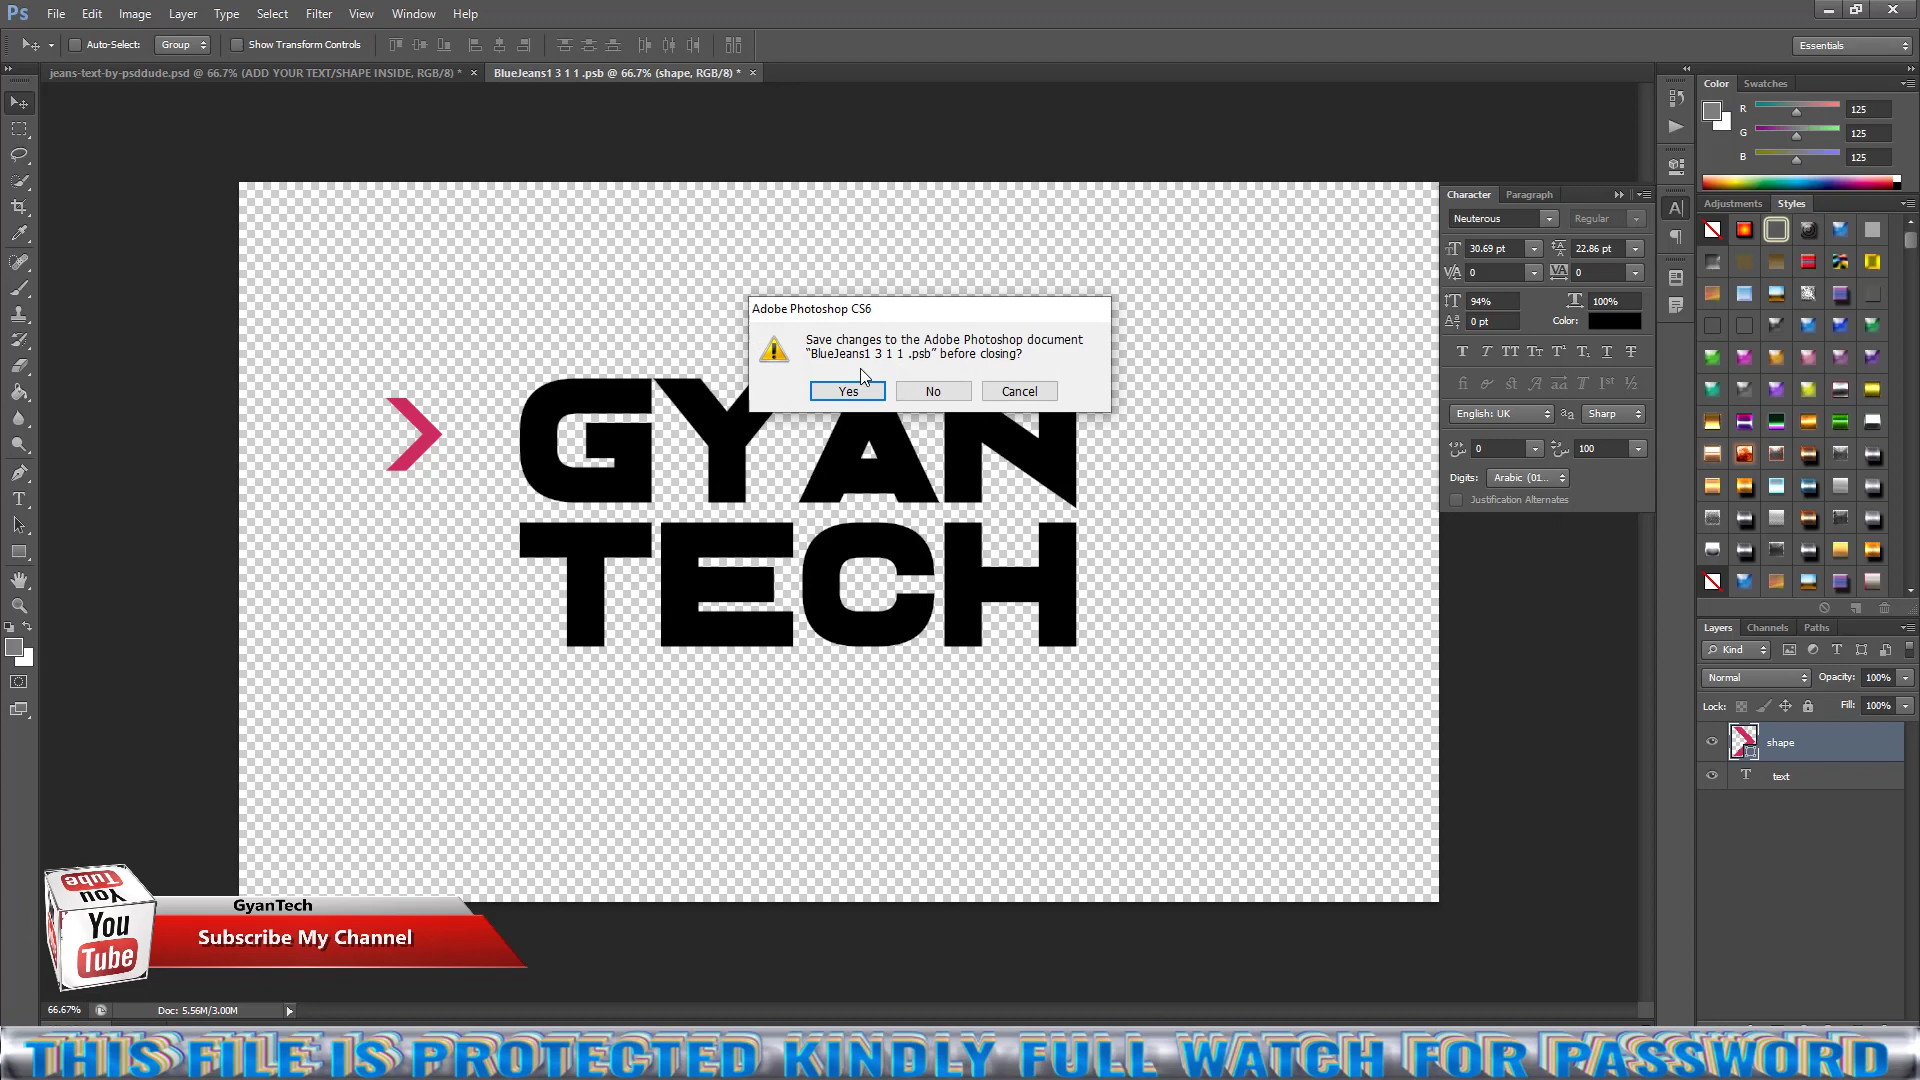 Ps File Edit Image Layer Type Select Filter View Window Help
Auto-Select: Group Show Transform Controls Essentials
jeans-text-by-psddude.psd @ 66.7% (ADD YOUR TEXT/SHAPE INSIDE, RGB/8) * × BlueJeans1 3 1 1 .psb @ 66.7% (shape, RGB/8) * ×
Color Swatches
R 125
G 125
B 125
Character Paragraph
Adjustments Styles
Neuterous Regular
30.69 pt 22.86 pt
0 0
94% 100%
0 pt Color:
English: UK Sharp
0 100
Digits: Arabic (01...
Justification Alternates
Adobe Photoshop CS6
Save changes to the Adobe Photoshop document
“BlueJeans1 3 1 1 .psb” before closing?
Yes No Cancel
GYAN
TECH
Layers Channels Paths
Kind
Normal Opacity: 100%
Lock: Fill: 100%
shape
text
You Tube
You
Tube
GyanTech
Subscribe My Channel
66.67% Doc: 5.56M/3.00M
THIS FILE IS PROTECTED KINDLY FULL WATCH FOR PASSWORD